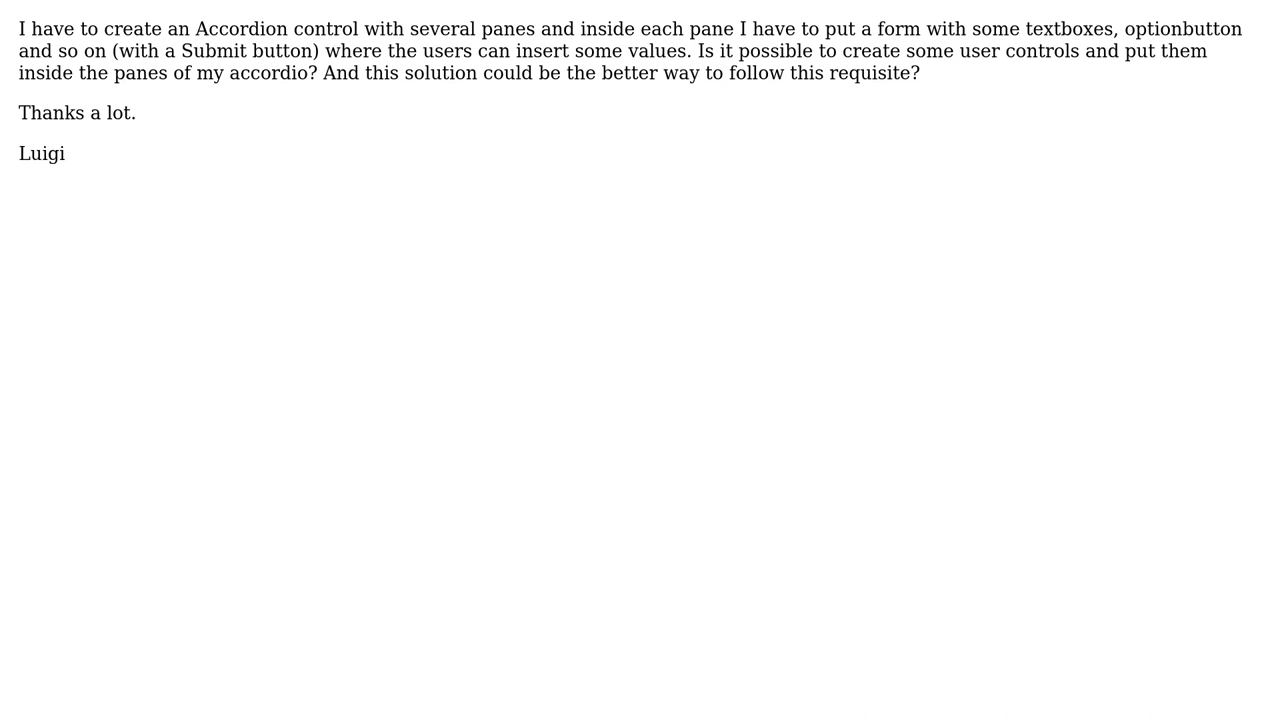 I have to create an Accordion control with several panes and inside each pane I have to put a form with some textboxes, optionbutton
and so on (with a Submit button) where the users can insert some values. Is it possible to create some user controls and put them
inside the panes of my accordio? And this solution could be the better way to follow this requisite?
Thanks a lot.
Luigi